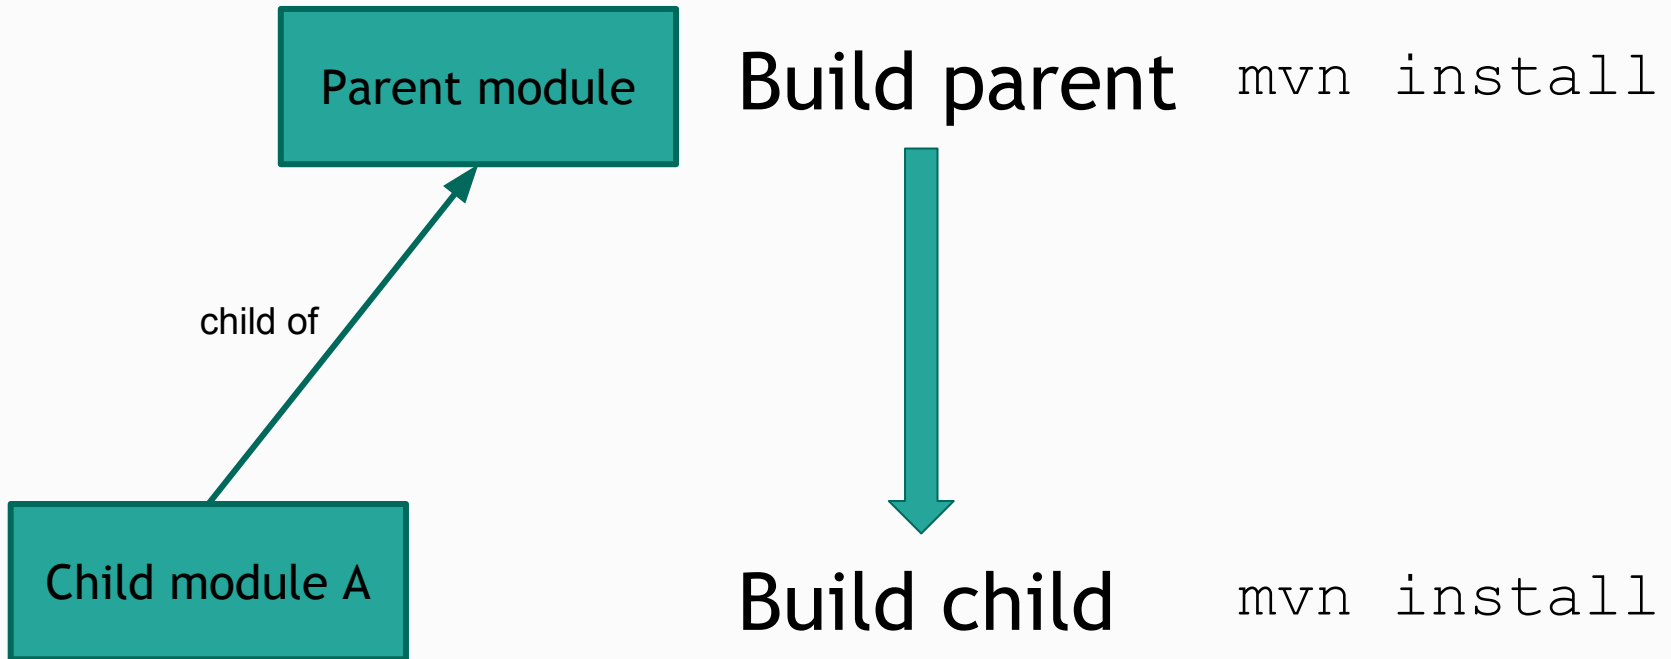 Parent module
Build parent
mvn install
child of
Child module A
Build child
mvn install